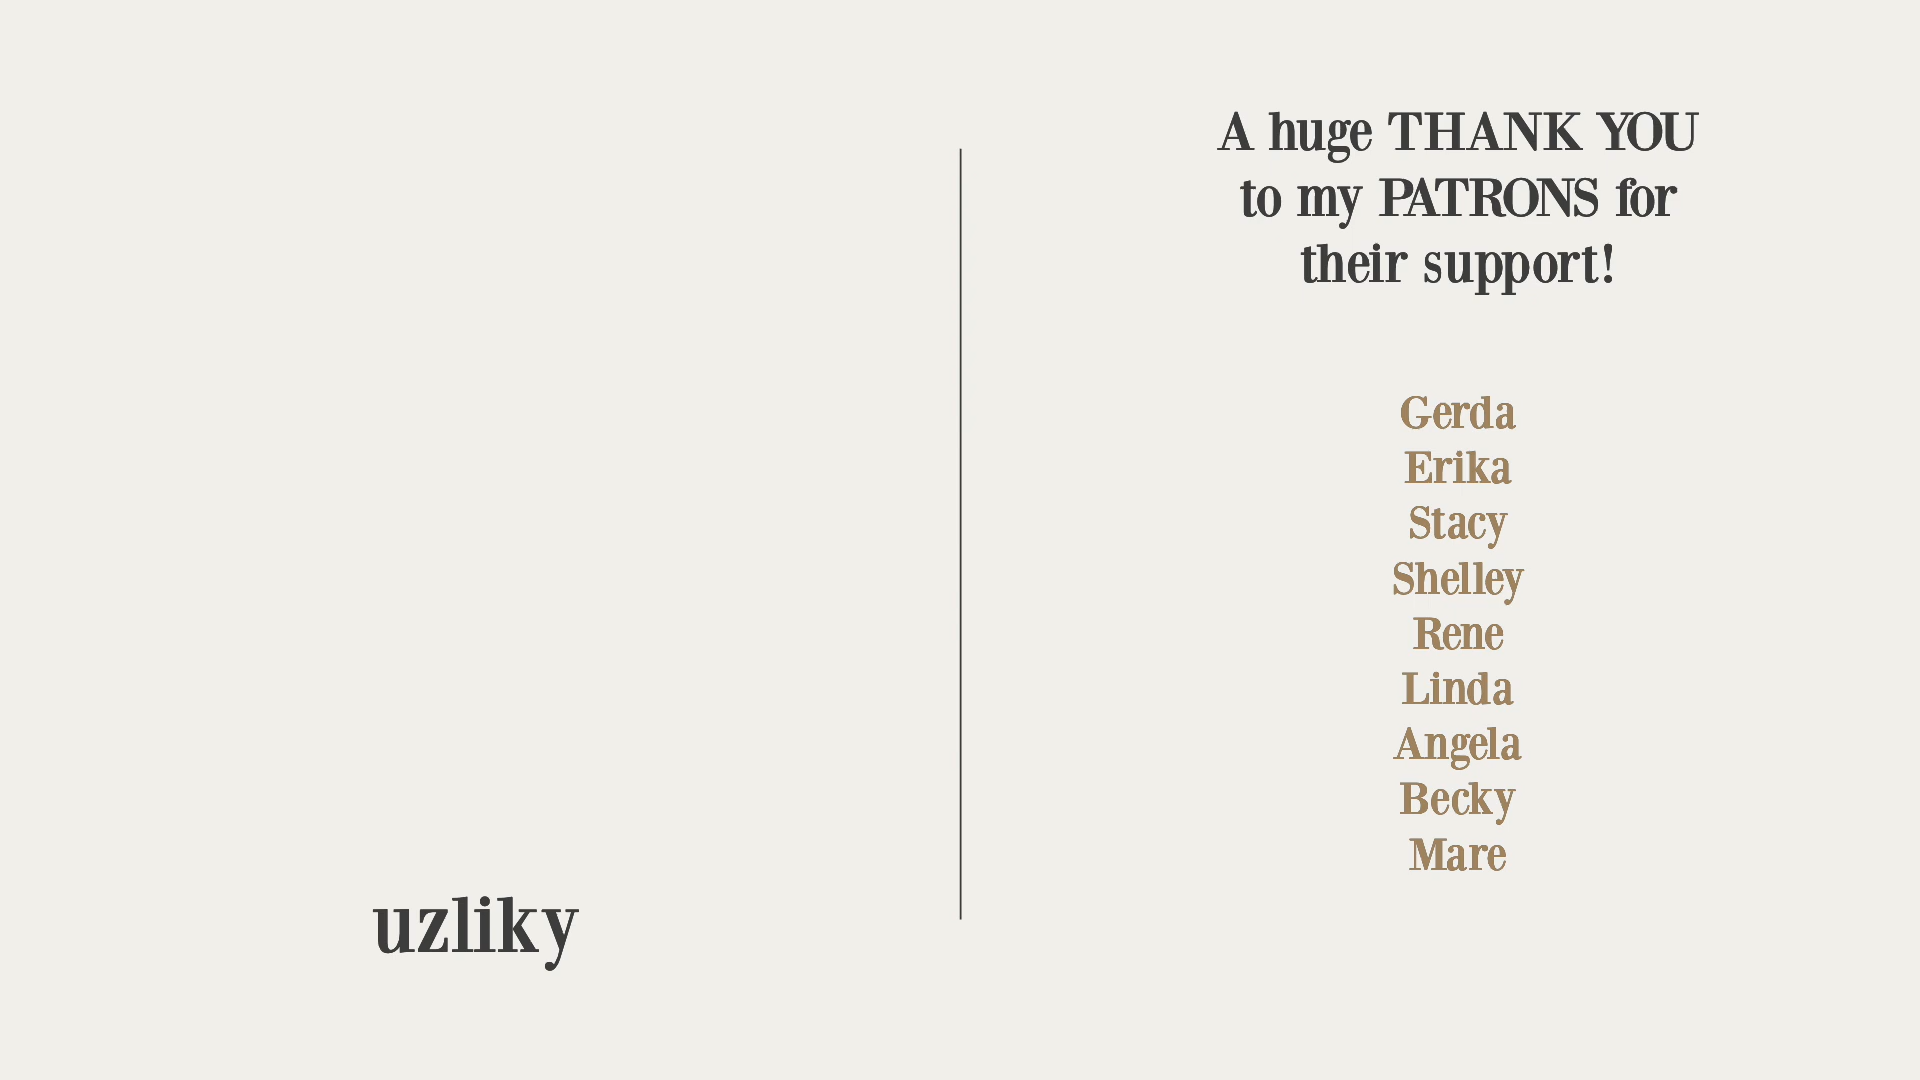 A huge THANK YOU
to my PATRONS for
their support!
Gerda
Erika
Stacy
Shelley
Rene
Linda
Angela
Becky
Mare
uzliky